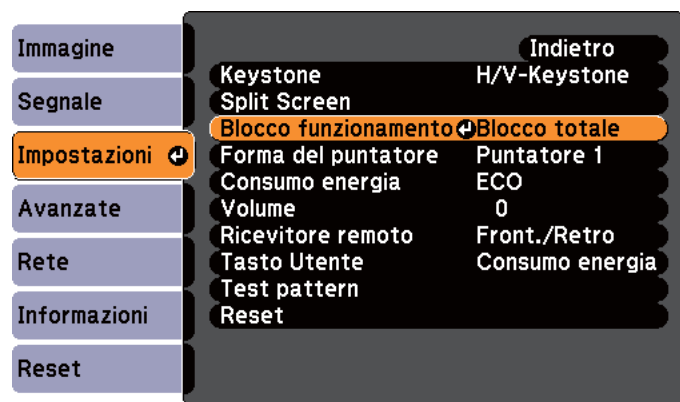 Immagine
Segnale
Impostazioni
Avanzate
Rete
Informazioni
Reset
Indietro
Keystone H/V-Keystone
Split Screen
Blocco funzionamento Blocco totale
Forma del puntatore Puntatore 1
Consumo energia ECO
Volume 0
Ricevitore remoto Front./Retro
Tasto Utente Consumo energia
Test pattern
Reset